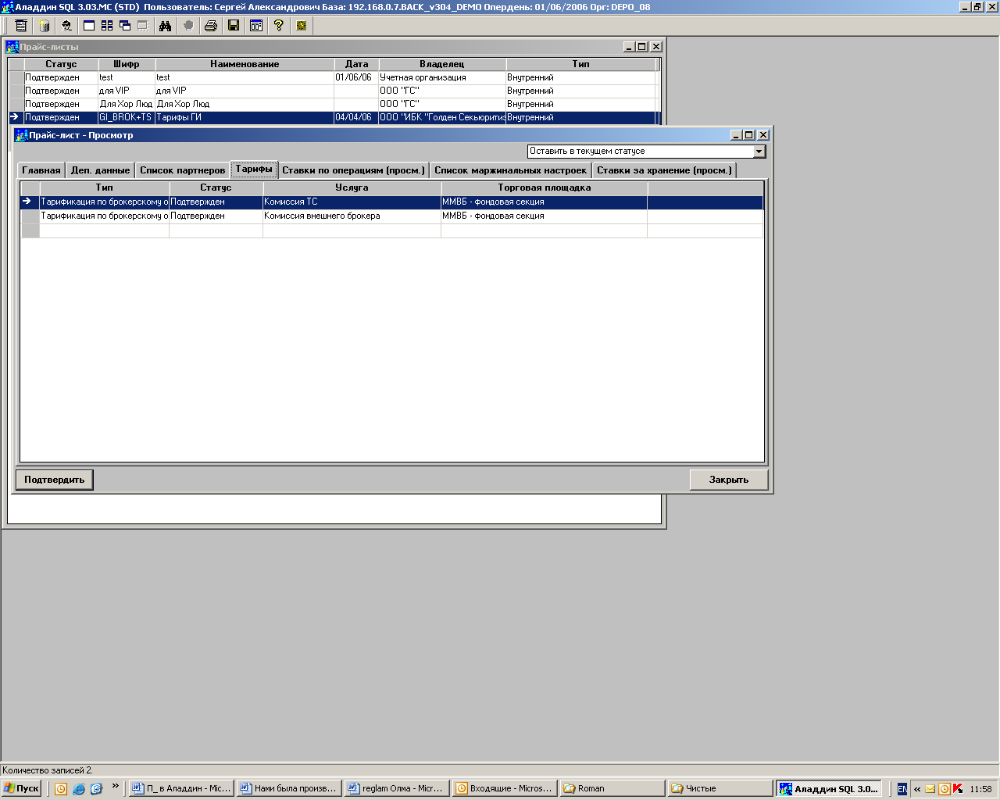 Аладдин SQL 3.03.MC (STD) Пользователь: Сергей Александрович База: 192.168.0.7.BACK_v304_DEMO Опердень: 01/06/2006 Орг: DEPO_08
Прайс-листы
Статус Шифр Наименование Дата Владелец Тип
Подтвержден test test 01/06/06 Учетная организация Внутренний
Подтвержден для VIP для VIP ООО "ГС" Внутренний
Подтвержден Для Хор Люд Для Хор Люд ООО "ГС" Внутренний
Подтвержден GI_BROK+TS Тарифы ГИ 04/04/06 ООО "ИБК "Голден Секьюритиз Внутренний
Прайс-лист - Просмотр
Оставить в текущем статусе
Главная Деп. данные Список партнеров Тарифы Ставки по операциям (просм.) Список маржинальных настроек Ставки за хранение (просм.)
Тип Статус Услуга Торговая площадка
Тарификация по брокерскому о Подтвержден Комиссия ТС ММВБ - фондовая секция
Тарификация по брокерскому о Подтвержден Комиссия внешнего брокера ММВБ - фондовая секция
Подтвердить Закрыть
Количество записей 2.
Пуск » П_ в Аладдин - Mic... Нами была произв... reglam Олма - Micr... Входящие - Micros... Roman Чистые Аладдин SQL 3.0... EN « 11:58